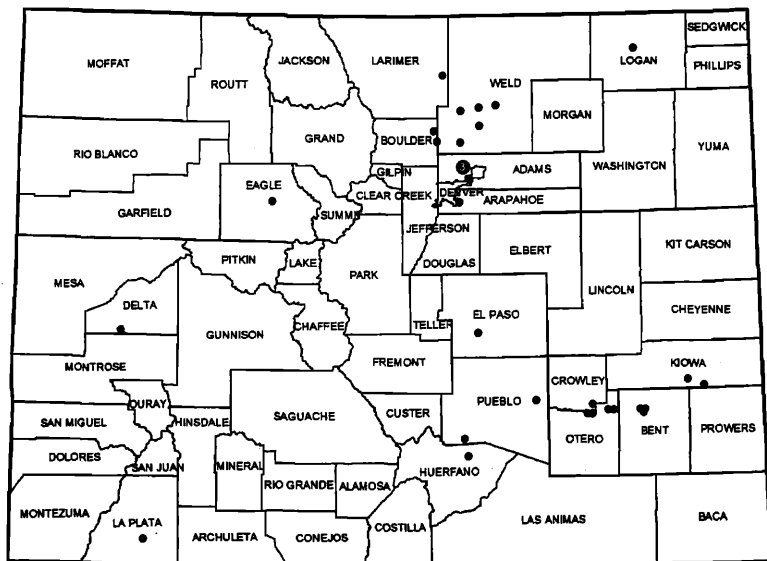 SEDGWICK
MOFFAT
JACKSON
LARIMER
LOGAN
PHILLIPS
ROUTT
WELD
MORGAN
GRAND
BOULDER
YUMA
RIO BLANCO
GILPIN
ADAMS
WASHINGTON
EAGLE
CLEAR CREEK
DENVER
ARAPAHOE
GARFIELD
SUMMI
JEFFERSON
PITKIN
LAKE
DOUGLAS
ELBERT
KIT CARSON
MESA
PARK
LINCOLN
DELTA
CHEYENNE
GUNNISON
CHAFFEE
TELLER
EL PASO
MONTROSE
FREMONT
CROWLEY
KIOWA
OURAY
PUEBLO
SAN MIGUEL
HINSDALE
SAGUACHE
CUSTER
BENT
PROWERS
OTERO
DOLORES
SAN JUAN
MINERAL
HUERFANO
RIO GRANDE
ALAMOSA
MONTEZUMA
LA PLATA
COSTILLA
LAS ANIMAS
BACA
ARCHULETA
CONEJOS